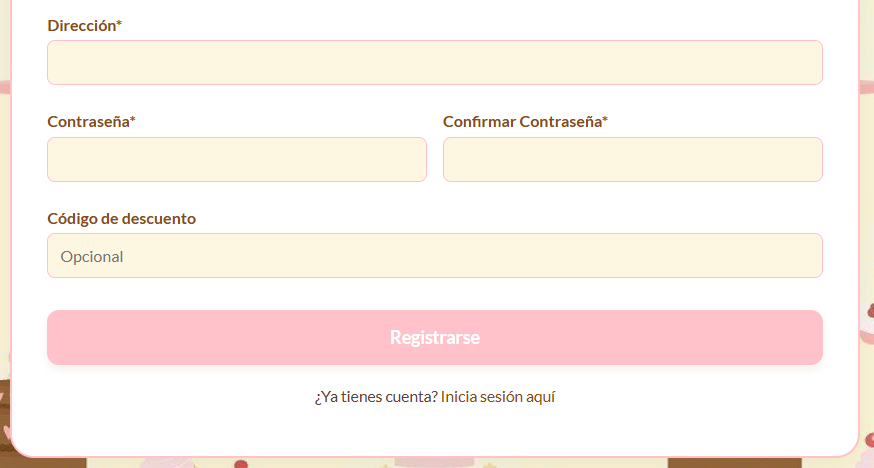 Dirección*
Contraseña* Confirmar Contraseña*
Código de descuento
Opcional
Registrarse
¿Ya tienes cuenta? Inicia sesión aquí